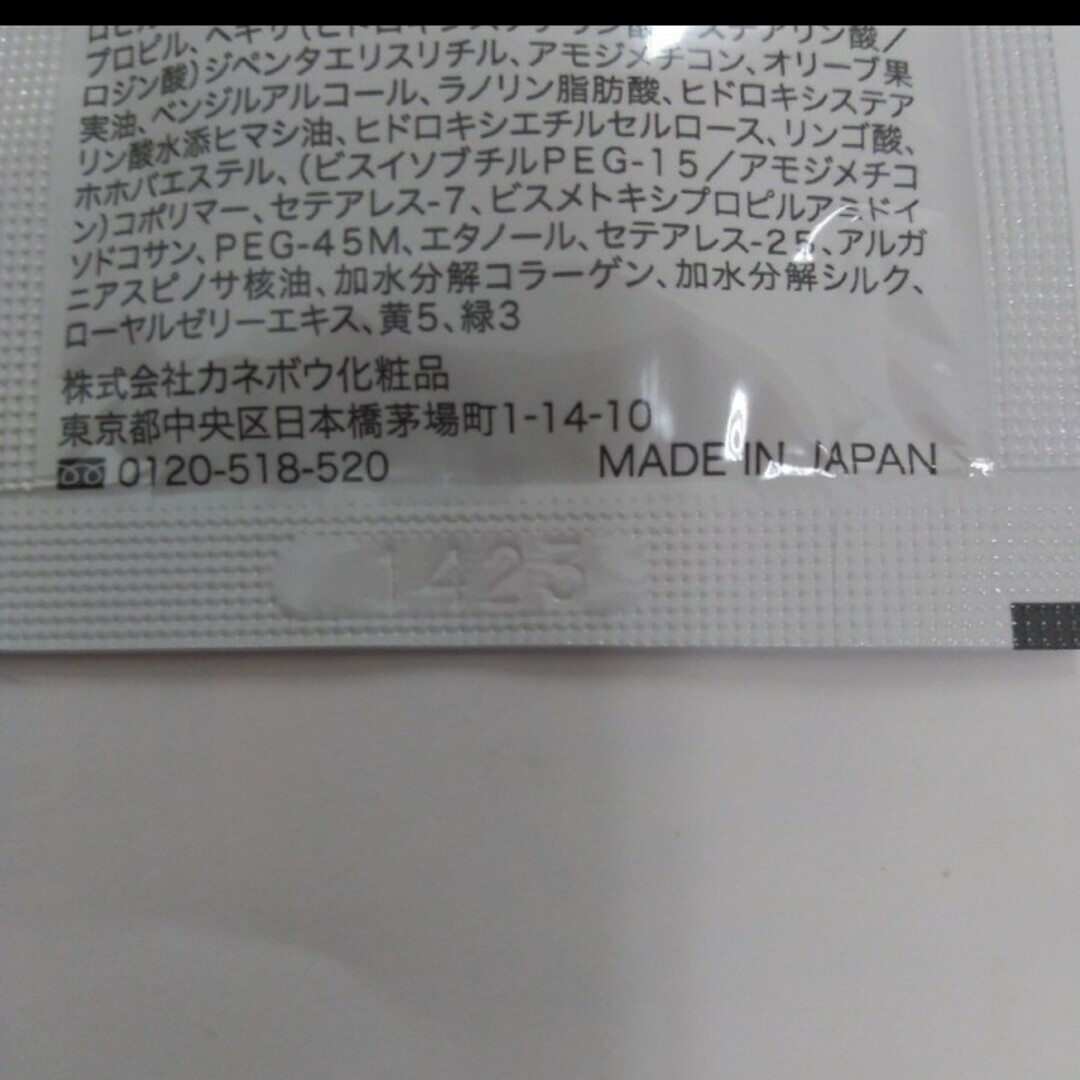 プロピル、ヘキサ(ヒドロキシステアリン酸/ステアリン酸/
ロジン酸)ジペンタエリスリチル、アモジメチコン、オリーブ果
実油、ベンジルアルコール、ラノリン脂肪酸、ヒドロキシステア
リン酸水添ヒマシ油、ヒドロキシエチルセルロース、リンゴ酸、
ホホバエステル、(ビスイソブチルPEG-15/アモジメチコ
ン)コポリマー、セテアレス-7、ビスメトキシプロピルアミドイ
ソドコサン、PEG-45M、エタノール、セテアレス-25、アルガ
ニアスピノサ核油、加水分解コラーゲン、加水分解シルク、
ローヤルゼリーエキス、黄5、緑3
株式会社カネボウ化粧品
東京都中央区日本橋茅場町1-14-10
0120-518-520 MADE IN JAPAN
1425